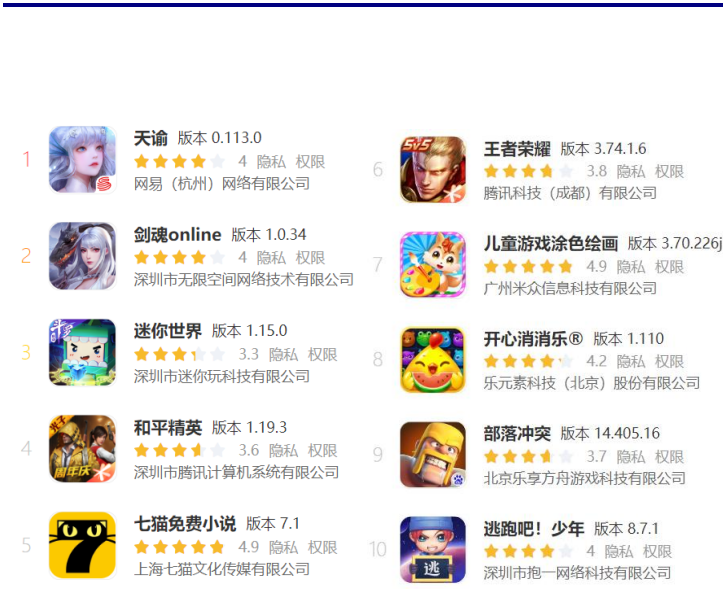 1
天谕 版本 0.113.0
4 隐私 权限
网易（杭州）网络有限公司
2
剑魂online 版本 1.0.34
4 隐私 权限
深圳市无限空间网络技术有限公司
3
迷你世界 版本 1.15.0
3.3 隐私 权限
深圳市迷你玩科技有限公司
4
和平精英 版本 1.19.3
3.6 隐私 权限
深圳市腾讯计算机系统有限公司
周年庆
5
七猫免费小说 版本 7.1
4.9 隐私 权限
上海七猫文化传媒有限公司
6
5v5
王者荣耀 版本 3.74.1.6
3.8 隐私 权限
腾讯科技（成都）有限公司
7
儿童游戏涂色绘画 版本 3.70.226j
4.9 隐私 权限
广州米众信息科技有限公司
8
开心消消乐® 版本 1.110
4.2 隐私 权限
乐元素科技（北京）股份有限公司
9
部落冲突 版本 14.405.16
3.7 隐私 权限
北京乐享方舟游戏科技有限公司
10
逃跑吧！少年 版本 8.7.1
4 隐私 权限
深圳市抱一网络科技有限公司
逃